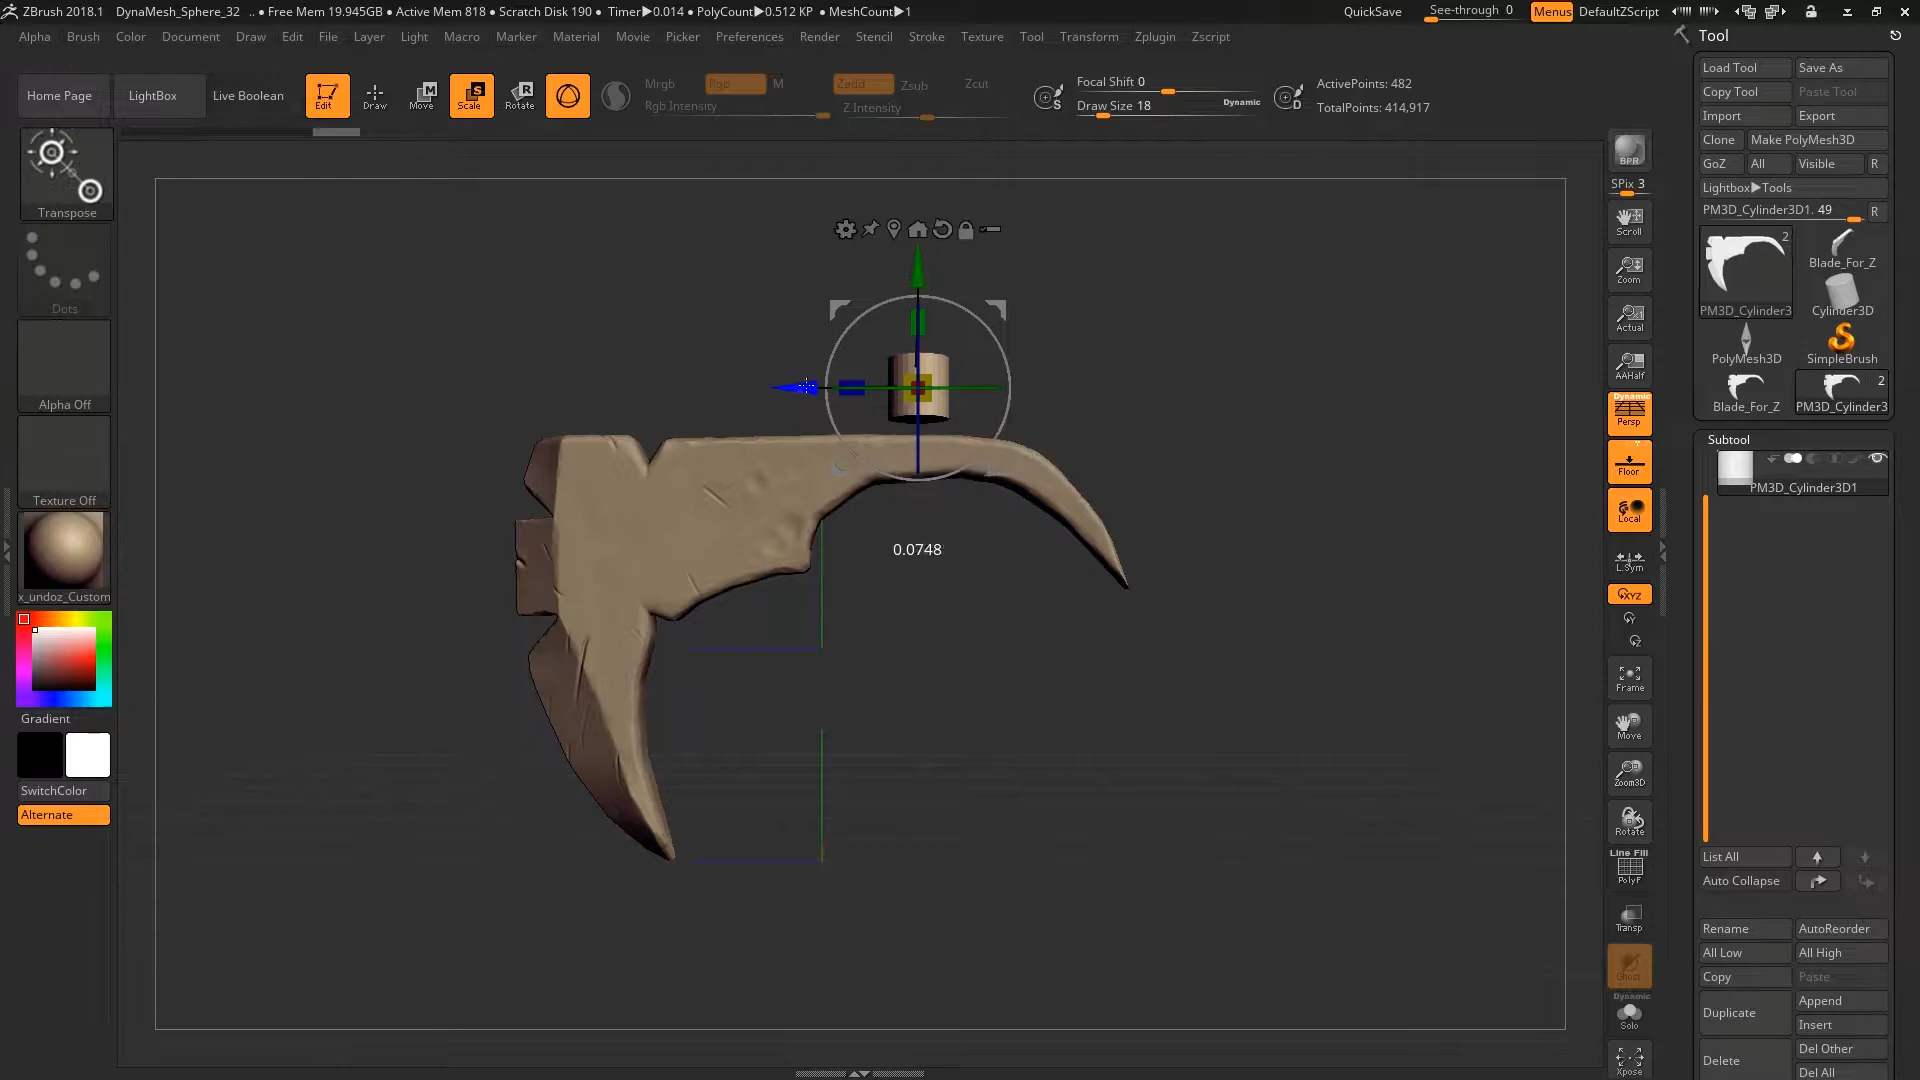 ZBrush 2018.1 DynaMesh_Sphere_32 .. • Free Mem 19.945GB • Active Mem 818 • Scratch Disk 190 • Timer▶0.014 • PolyCount▶0.512 KP • MeshCount▶1 QuickSave See-through 0 Menus DefaultZScript
Alpha Brush Color Document Draw Edit File Layer Light Macro Marker Material Movie Picker Preferences Render Stencil Stroke Texture Tool Transform Zplugin Zscript
Home Page LightBox Live Boolean Edit Draw Move Scale Rotate
Mrgb Rgb M
Rgb Intensity
Zadd Zsub Zcut
Z Intensity
S
Focal Shift 0
Draw Size 18 Dynamic
D
ActivePoints: 482
TotalPoints: 414,917
Transpose
Dots
Alpha Off
Texture Off
x_undoz_Custom
Gradient
SwitchColor
Alternate
0.0748
BPR
SPix 3
Scroll
Zoom
Actual
AAHalf
Dynamic
Persp
Floor
Local
L.Sym
XYZ
Y
Z
Frame
Move
Zoom3D
Rotate
Line Fill
PolyF
Transp
Ghost
Dynamic
Solo
Xpose
Tool
Load Tool Save As
Copy Tool Paste Tool
Import Export
Clone Make PolyMesh3D
GoZ All Visible R
Lightbox▶Tools
PM3D_Cylinder3D1. 49 R
2
Blade_For_Z
PM3D_Cylinder3 Cylinder3D
PolyMesh3D SimpleBrush
2
Blade_For_Z PM3D_Cylinder3
Subtool
PM3D_Cylinder3D1
List All
Auto Collapse
Rename AutoReorder
All Low All High
Copy Paste
Duplicate Append
Insert
Delete Del Other
Del All